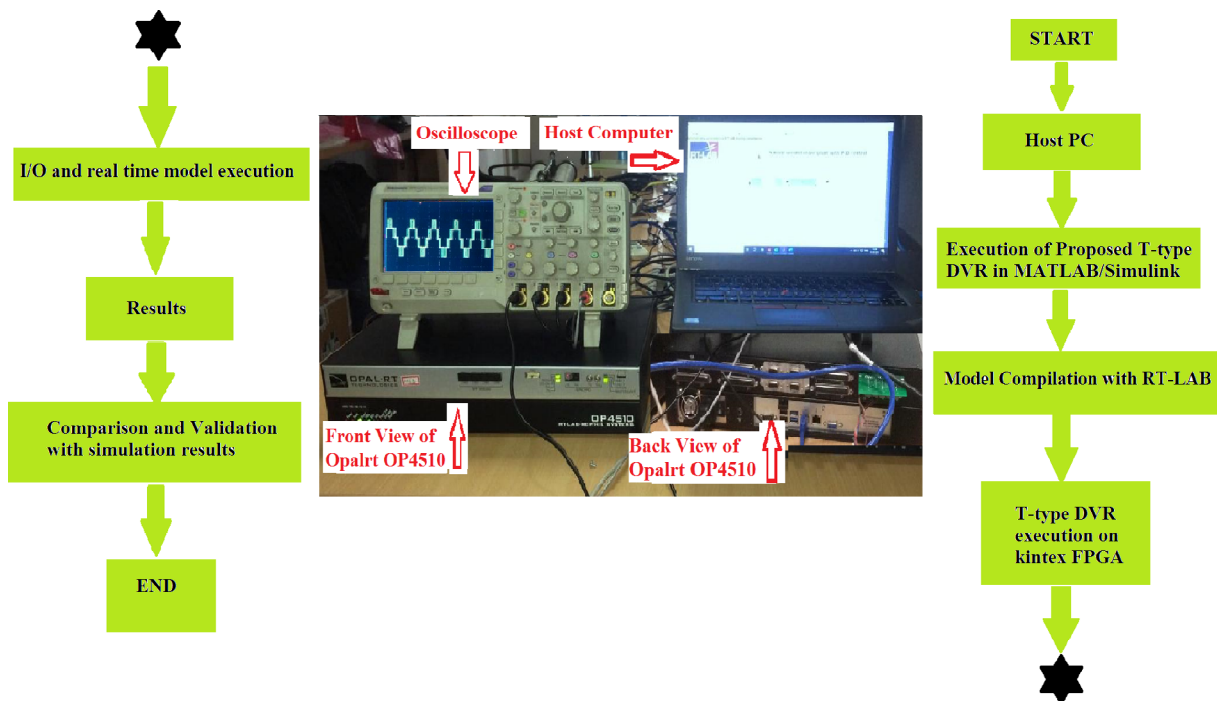 START
Host PC
Execution of Proposed T-type
DVR in MATLAB/Simulink
Model Compilation with RT-LAB
T-type DVR
execution on
kintex FPGA
I/O and real time model execution
Results
Comparison and Validation
with simulation results
END
Oscilloscope
Host Computer
OPAL-RT
TECHNOLOGIES
OP4510
Front View of
Opalrt OP4510
Back View of
Opalrt OP4510